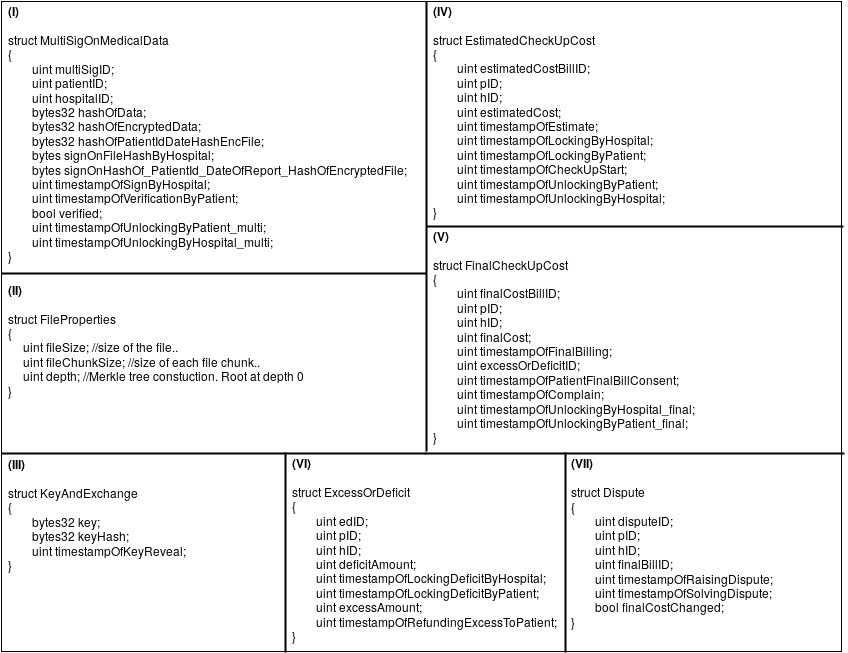 (I)
struct MultiSigOnMedicalData
{
uint multiSigID;
uint patientID;
uint hospitalID;
bytes32 hashOfData;
bytes32 hashOfEncryptedData;
bytes32 hashOfPatientIdDateHashEncFile;
bytes signOnFileHashByHospital;
bytes signOnHashOf_PatientId_DateOfReport_HashOfEncryptedFile;
uint timestampOfSignByHospital;
uint timestampOfVerificationByPatient;
bool verified;
uint timestampOfUnlockingByPatient_multi;
uint timestampOfUnlockingByHospital_multi;
}
(II)
struct FileProperties
{
uint fileSize; //size of the file..
uint fileChunkSize; //size of each file chunk..
uint depth; //Merkle tree constuction. Root at depth 0
}
(III)
struct KeyAndExchange
{
bytes32 key;
bytes32 keyHash;
uint timestampOfKeyReveal;
}
(IV)
struct EstimatedCheckUpCost
{
uint estimatedCostBillID;
uint pID;
uint hID;
uint estimatedCost;
uint timestampOfEstimate;
uint timestampOfLockingByHospital;
uint timestampOfLockingByPatient;
uint timestampOfCheckUpStart;
uint timestampOfUnlockingByPatient;
uint timestampOfUnlockingByHospital;
}
(V)
struct FinalCheckUpCost
{
uint finalCostBillID;
uint pID;
uint hID;
uint finalCost;
uint timestampOfFinalBilling;
uint excessOrDeficitID;
uint timestampOfPatientFinalBillConsent;
uint timestampOfComplain;
uint timestampOfUnlockingByHospital_final;
uint timestampOfUnlockingByPatient_final;
}
(VI)
struct ExcessOrDeficit
{
uint edID;
uint pID;
uint hID;
uint deficitAmount;
uint timestampOfLockingDeficitByHospital;
uint timestampOfLockingDeficitByPatient;
uint excessAmount;
uint timestampOfRefundingExcessToPatient;
}
(VII)
struct Dispute
{
uint disputeID;
uint pID;
uint hID;
uint finalBillID;
uint timestampOfRaisingDispute;
uint timestampOfSolvingDispute;
bool finalCostChanged;
}